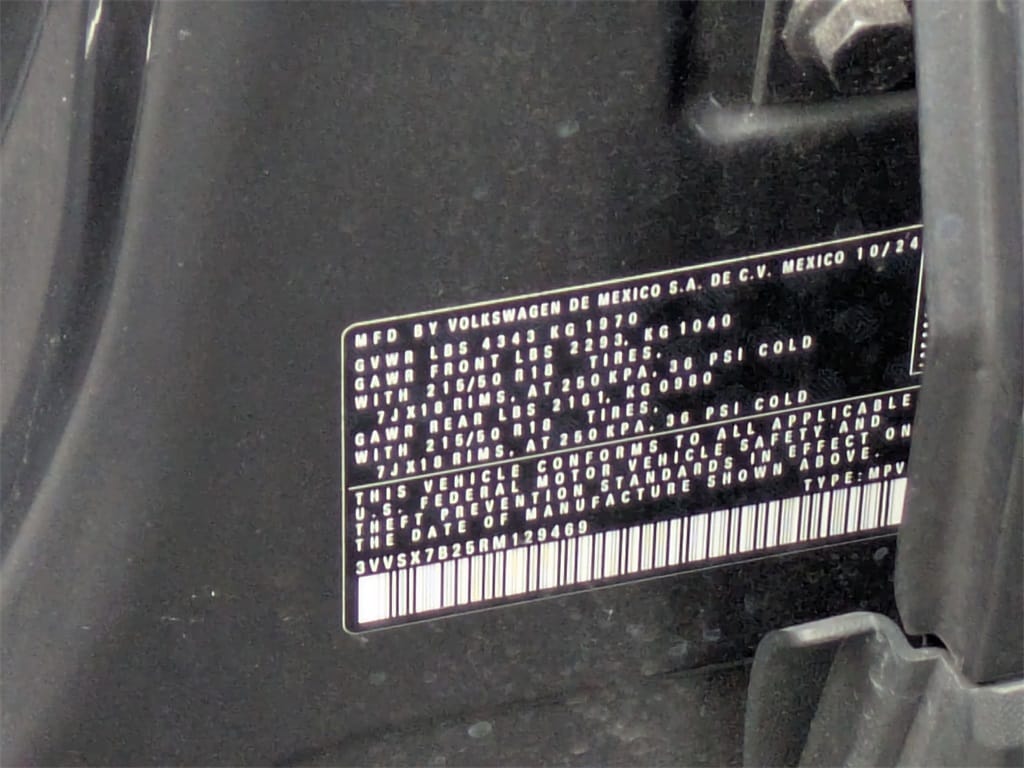 MFD BY VOLKSWAGEN DE MEXICO S.A. DE C.V. MEXICO 10/24
GVWR LBS 4343 KG 1970
GAWR FRONT LBS 2293, KG 1040
WITH 215/50 R18 TIRES,
7JX18 RIMS, AT 250 KPA, 36 PSI COLD
GAWR REAR LBS 2161, KG 0980
WITH 215/50 R18 TIRES,
7JX18 RIMS, AT 250 KPA, 36 PSI COLD
THIS VEHICLE CONFORMS TO ALL APPLICABLE
U.S. FEDERAL MOTOR VEHICLE SAFETY AND
THEFT PREVENTION STANDARDS IN EFFECT ON
THE DATE OF MANUFACTURE SHOWN ABOVE.
3VVSX7B25RM129469 TYPE: MPV